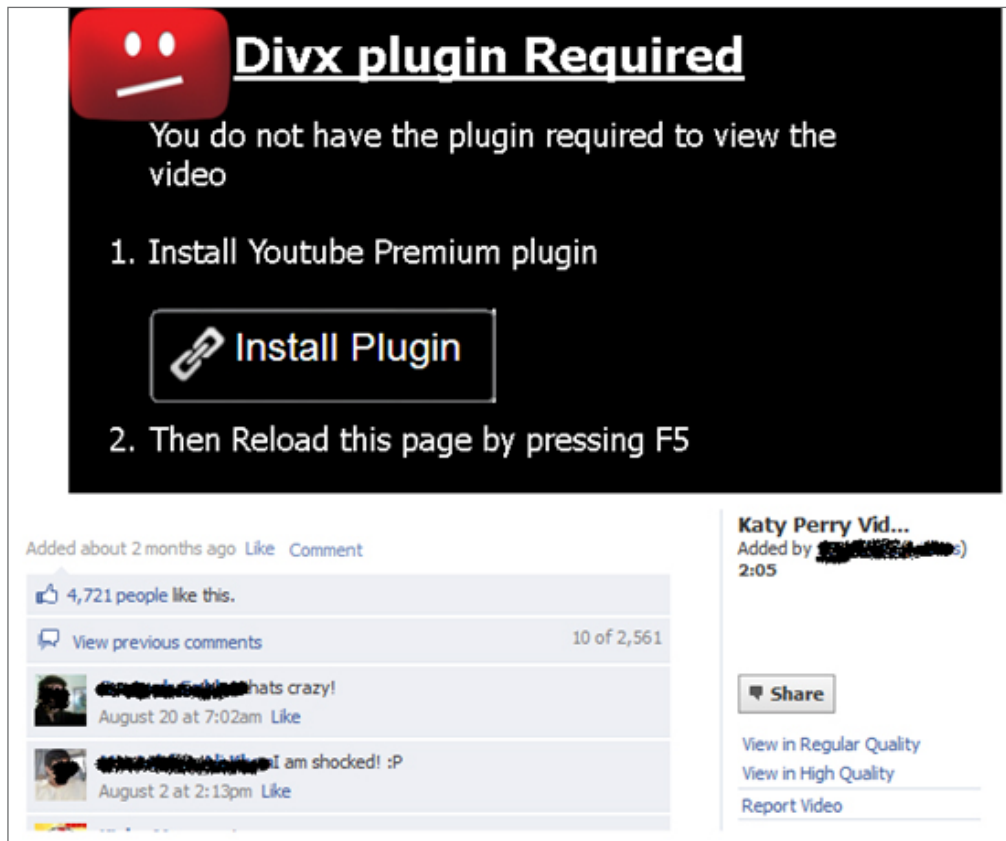 Divx plugin Required
You do not have the plugin required to view the
video
1. Install Youtube Premium plugin
Install Plugin
2. Then Reload this page by pressing F5
Added about 2 months ago Like Comment
4,721 people like this.
View previous comments
10 of 2,561
hats crazy!
August 20 at 7:02am Like
I am shocked! :P
August 2 at 2:13pm Like
Katy Perry Vid...
Added by s)
2:05
Share
View in Regular Quality
View in High Quality
Report Video